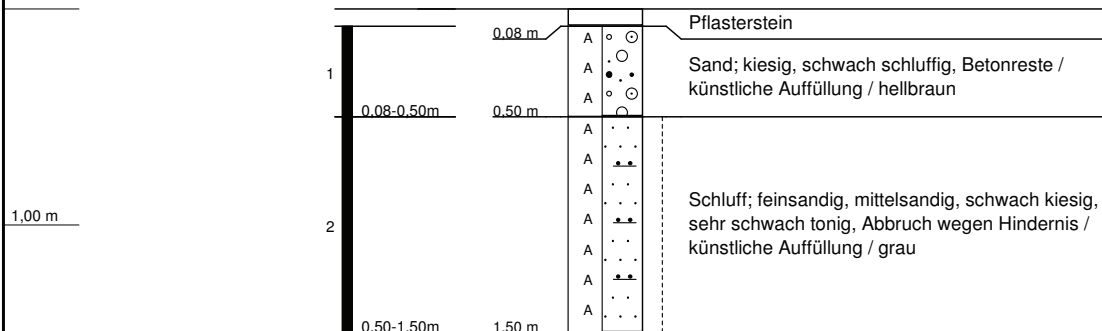 Pflasterstein
0,08 m
A
A
A
1
Sand; kiesig, schwach schluffig, Betonreste /
künstliche Auffüllung / hellbraun
0,08-0,50m
0,50 m
A
A
A
A
A
A
A
1,00 m
2
Schluff; feinsandig, mittelsandig, schwach kiesig,
sehr schwach tonig, Abbruch wegen Hindernis /
künstliche Auffüllung / grau
0,50-1,50m
1,50 m